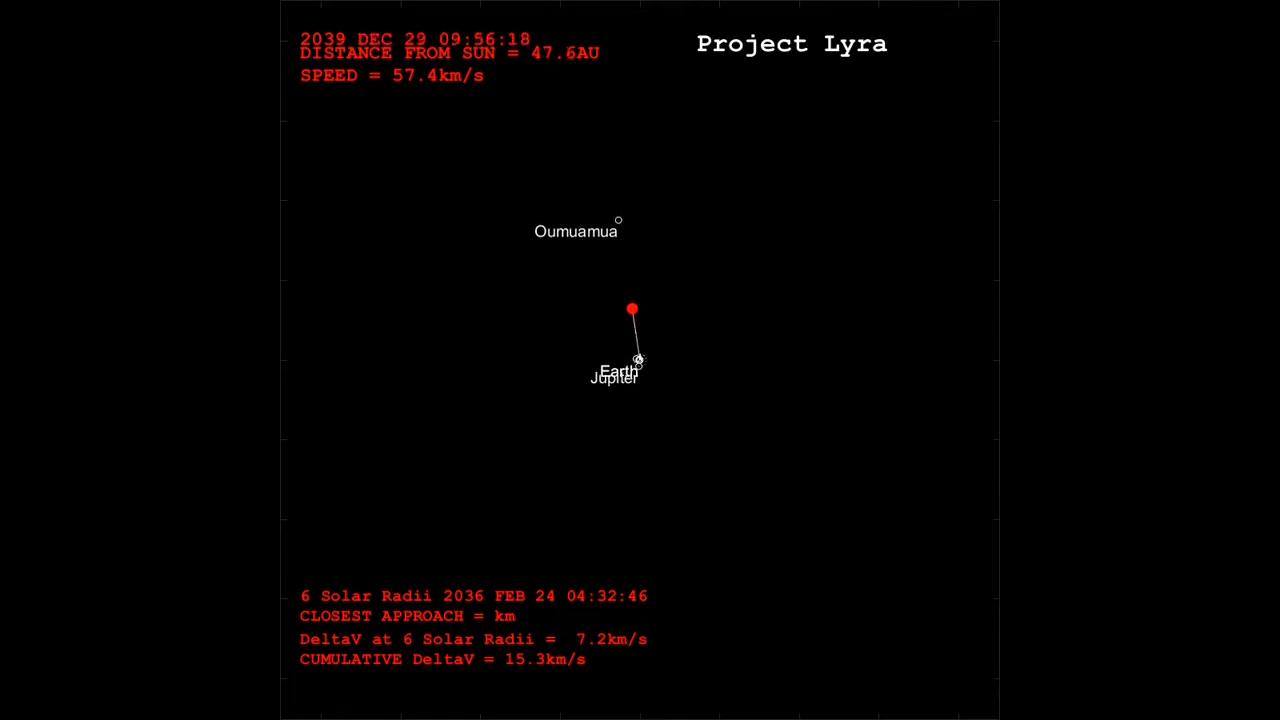 2039 DEC 29 09:56:18
DISTANCE FROM SUN = 47.6AU
SPEED = 57.4km/s
Project Lyra
Oumuamua
Earth
Jupiter
6 Solar Radii 2036 FEB 24 04:32:46
CLOSEST APPROACH = km
DeltaV at 6 Solar Radii =  7.2km/s
CUMULATIVE DeltaV = 15.3km/s